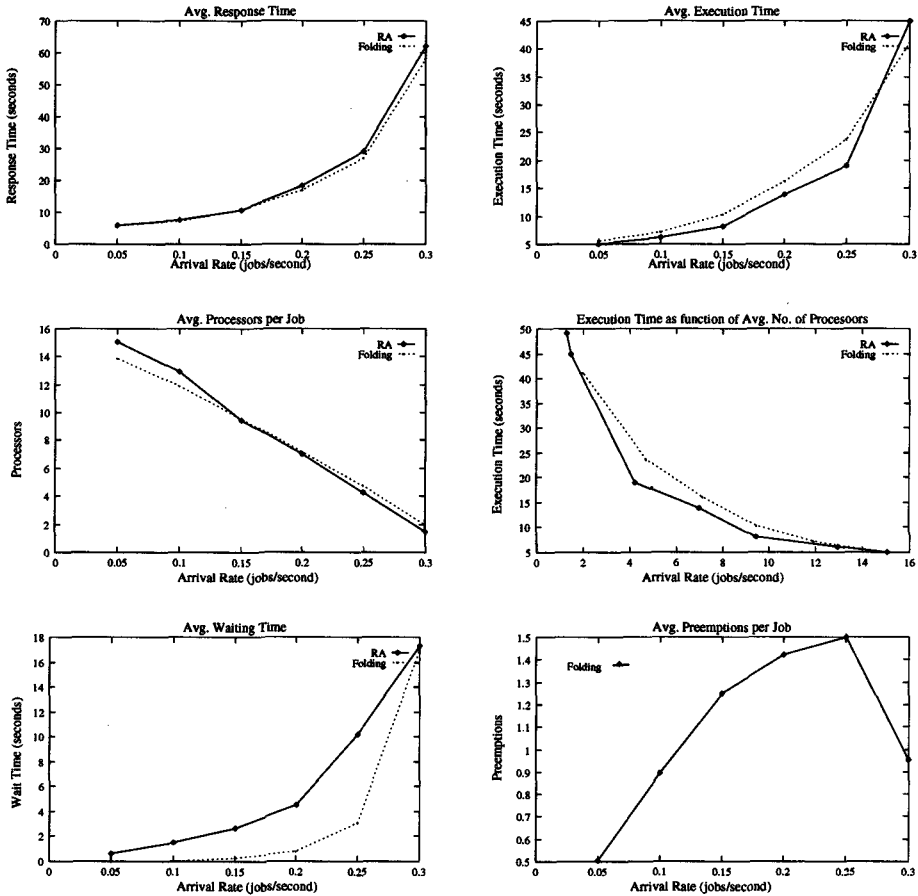 Avg. Response Time
70
60
50
40
30
20
10
0
Response Time (seconds)
RA
Folding
0 0.05 0.1 0.15 0.2 0.25 0.3
Arrival Rate (jobs/second)
Avg. Execution Time
45
40
35
30
25
20
15
10
5
Execution Time (seconds)
RA
Folding
0 0.05 0.1 0.15 0.2 0.25 0.3
Arrival Rate (jobs/second)
Avg. Processors per Job
16
14
12
10
8
6
4
2
0
Processors
RA
Folding
0 0.05 0.1 0.15 0.2 0.25 0.3
Arrival Rate (jobs/second)
Execution Time as function of Avg. No. of Procesoors
50
45
40
35
30
25
20
15
10
5
Execution Time (seconds)
RA
Folding
0 2 4 6 8 10 12 14 16
Arrival Rate (jobs/second)
Avg. Waiting Time
18
16
14
12
10
8
6
4
2
0
Wait Time (seconds)
RA
Folding
0 0.05 0.1 0.15 0.2 0.25 0.3
Arrival Rate (jobs/second)
Avg. Preemptions per Job
1.5
1.4
1.3
1.2
1.1
1
0.9
0.8
0.7
0.6
0.5
Preemptions
Folding
0 0.05 0.1 0.15 0.2 0.25 0.3
Arrival Rate (jobs/second)